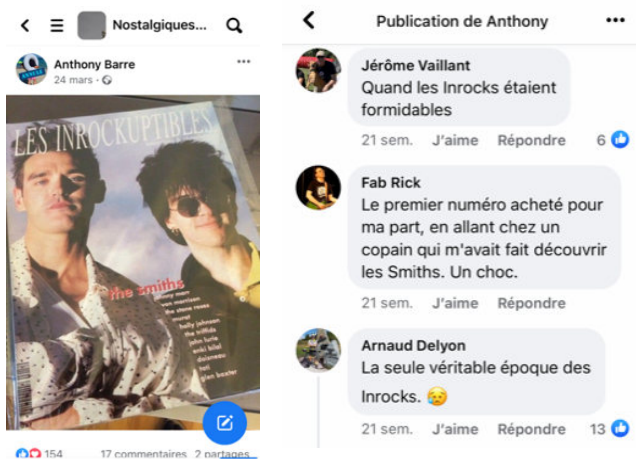 Nostalgiques...
Anthony Barre
24 mars
LES INROCKUPTIBLES
the smiths
johnny marr
van morrison
the stone roses
murat
holly johnson
the triffids
john lurie
enki bilal
doisneau
tati
glen baxter
154
17 commentaires 2 partages
Publication de Anthony
Jérôme Vaillant
Quand les Inrocks étaient
formidables
21 sem. J'aime Répondre 6
Fab Rick
Le premier numéro acheté pour
ma part, en allant chez un
copain qui m'avait fait découvrir
les Smiths. Un choc.
21 sem. J'aime Répondre
Arnaud Delyon
La seule véritable époque des
Inrocks. 😥
21 sem. J'aime Répondre 13